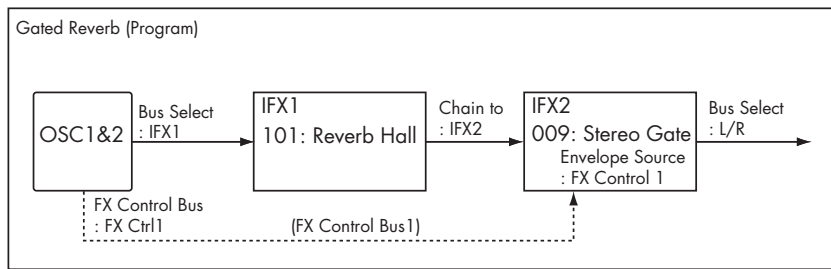 Gated Reverb (Program)
OSC1&2
Bus Select
: IFX1
IFX1
101: Reverb Hall
Chain to
: IFX2
IFX2
009: Stereo Gate
Envelope Source
: FX Control 1
Bus Select
: L/R
FX Control Bus
: FX Ctrl1
(FX Control Bus1)